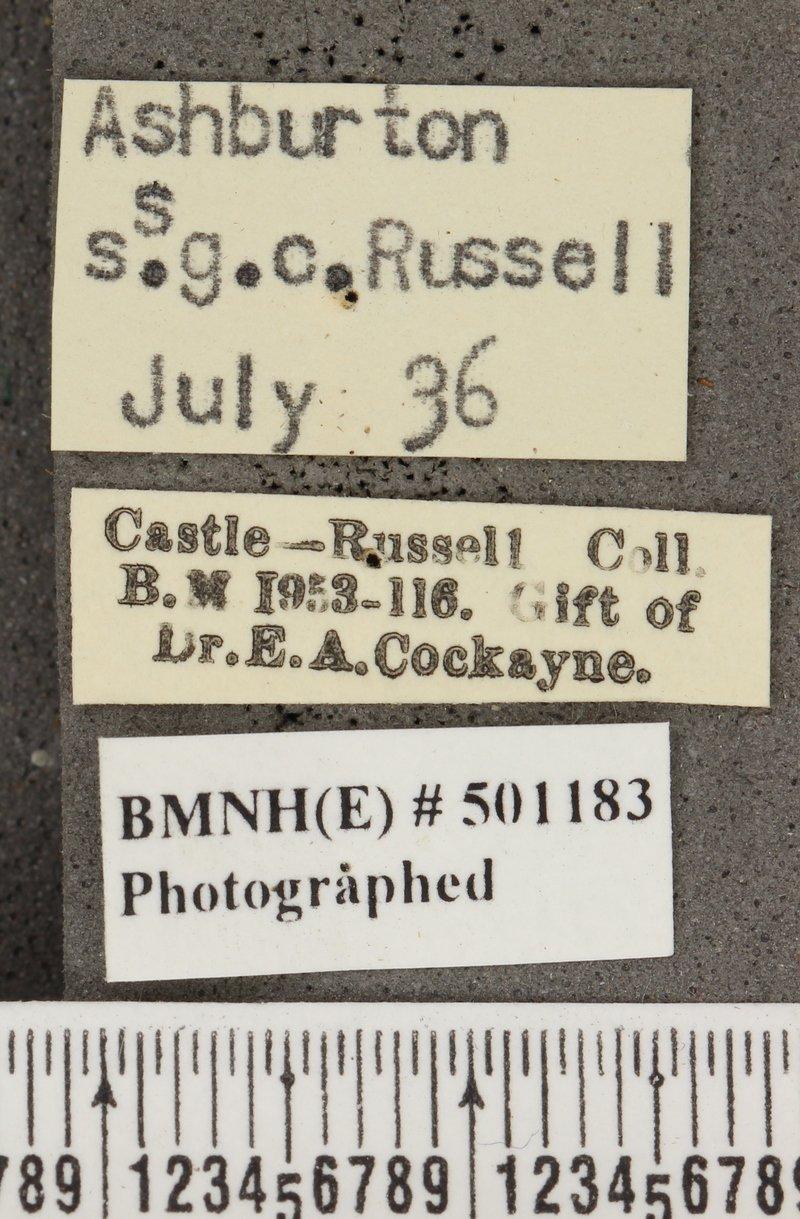 Ashburton
s
s.g.c.Russell
July 36
Castle-Russell Coll.
B.M 1953-116. Gift of
Dr.E.A.Cockayne.
BMNH(E) # 501183
Photographed
789 123456789 123456789